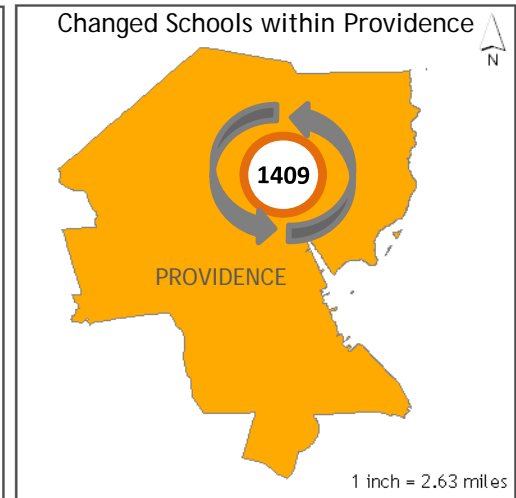 Changed Schools within Providence
N
1409
PROVIDENCE
1 inch = 2.63 miles